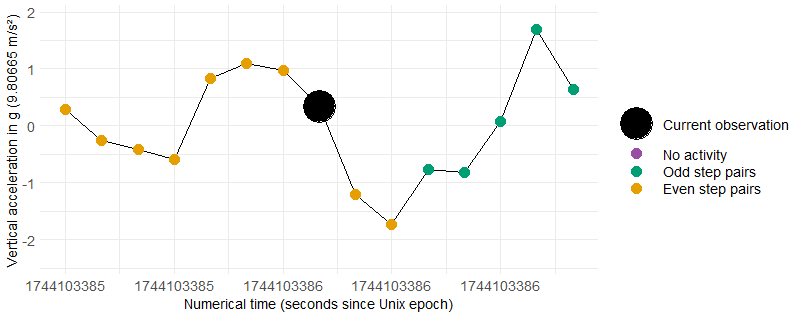 Vertical acceleration in g (9.80665 m/s²)
2
1
0
-1
-2
1744103385
1744103385
1744103386
1744103386
1744103386
Numerical time (seconds since Unix epoch)
Current observation
No activity
Odd step pairs
Even step pairs